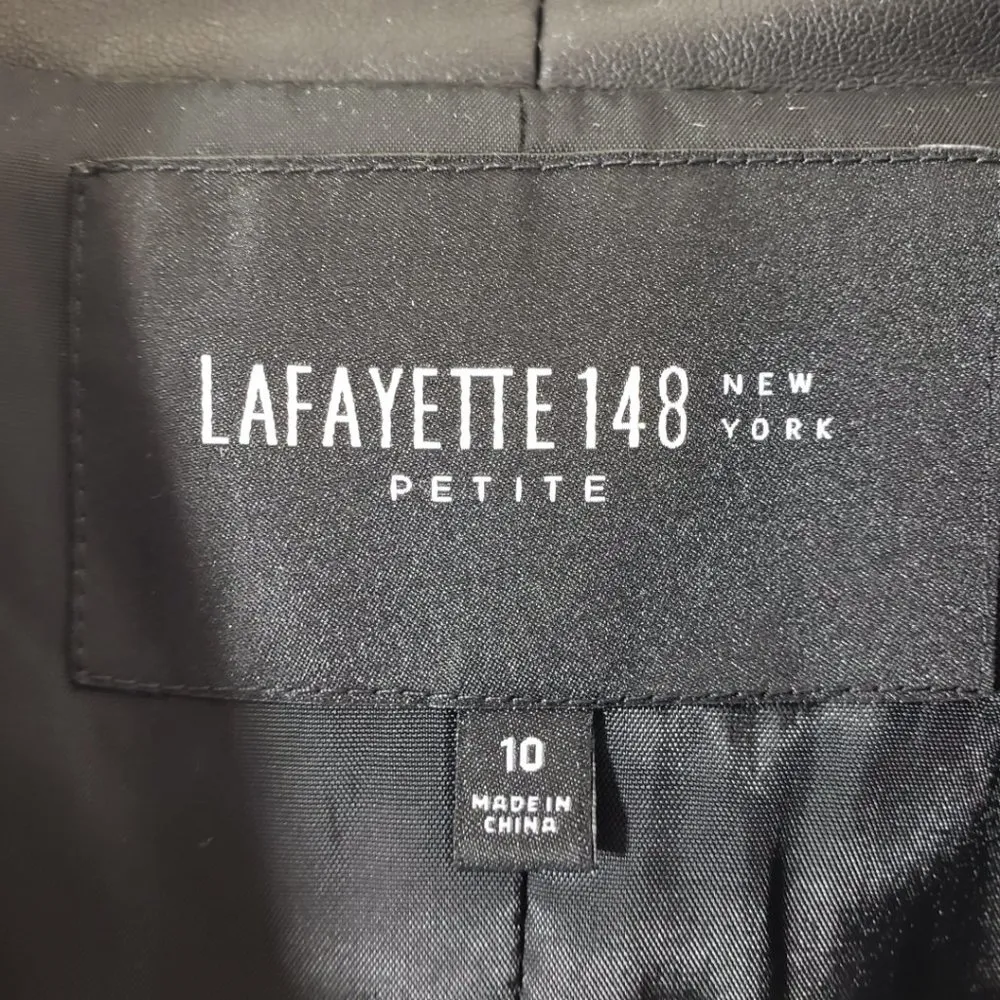 LAFAYETTE 148 NEW YORK
PETITE
10
MADE IN
CHINA